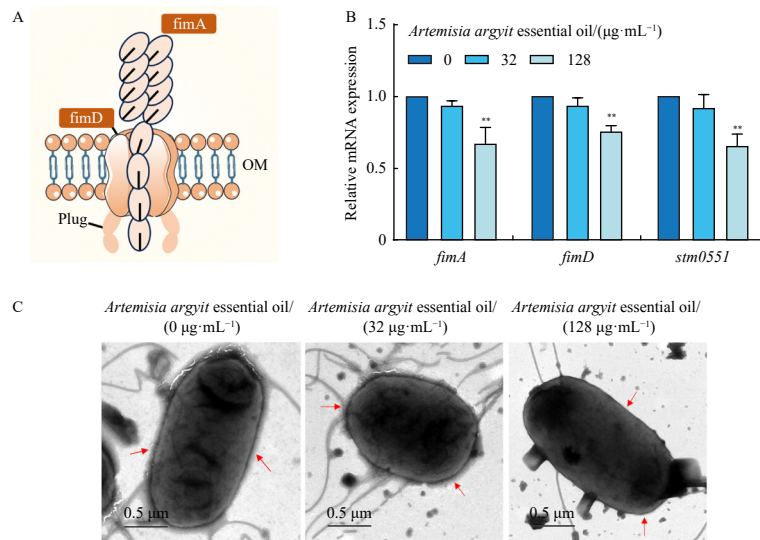 A
fimA
fimD
OM
Plug
B
Artemisia argyit essential oil/(μg·mL⁻¹)
0 32 128
Relative mRNA expression
1.5
1.0
0.5
0
**
**
**
fimA fimD stm0551
C
Artemisia argyit essential oil/
(0 μg·mL⁻¹)
Artemisia argyit essential oil/
(32 μg·mL⁻¹)
Artemisia argyit essential oil/
(128 μg·mL⁻¹)
0.5 μm
0.5 μm
0.5 μm